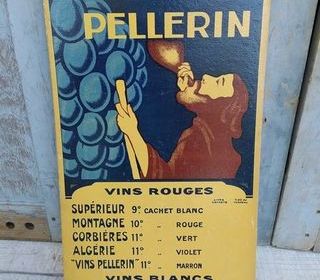 PELLERIN
VINS ROUGES
SUPÉRIEUR 9° CACHET BLANC
MONTAGNE 10° „ ROUGE
CORBIÈRES 11° „ VERT
ALGÉRIE 11° „ VIOLET
"VINS PELLERIN" 11° „ MARRON
VINS BLANCS